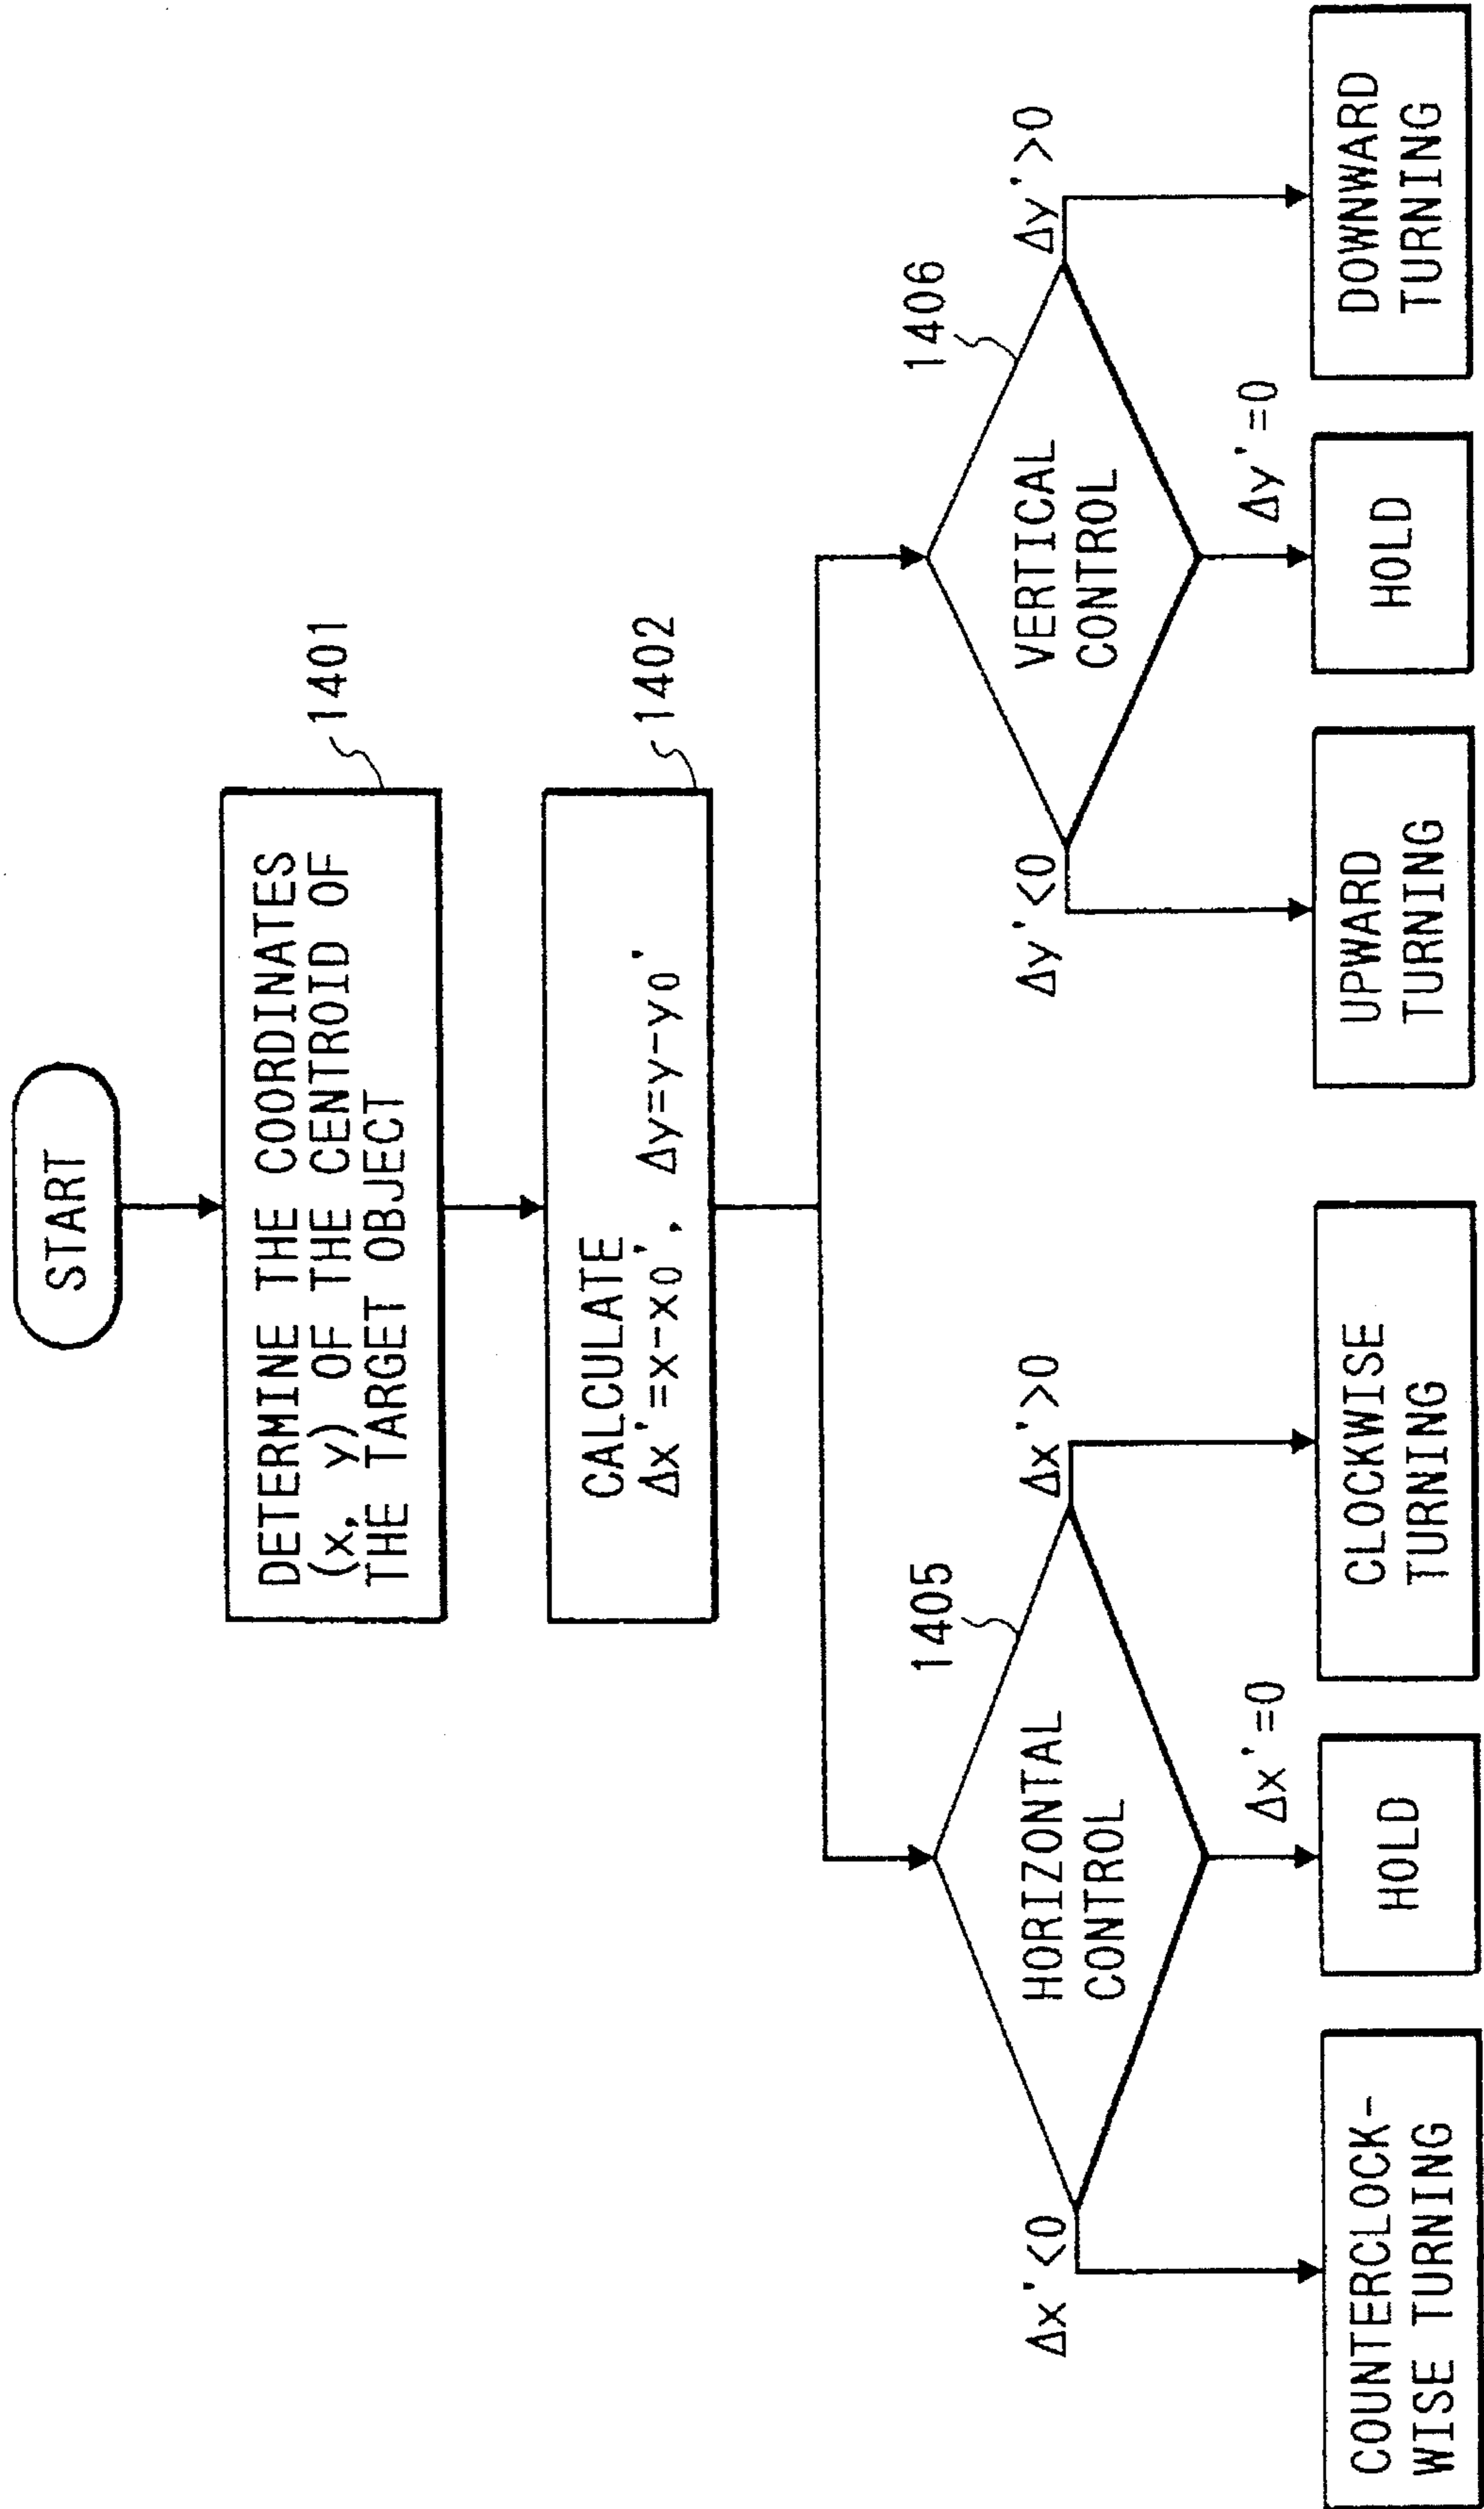 START
DETERMINE THE COORDINATES
(x, y) OF THE CENTROID OF
THE TARGET OBJECT
1401
CALCULATE
Δx'=x-x0', Δy=y-y0'
1402
HORIZONTAL
CONTROL
1405
Δx'<0
Δx'=0
Δx'>0
COUNTERCLOCK-
WISE TURNING
HOLD
CLOCKWISE
TURNING
VERTICAL
CONTROL
1406
Δy'<0
Δy'=0
Δy'>0
UPWARD
TURNING
HOLD
DOWNWARD
TURNING